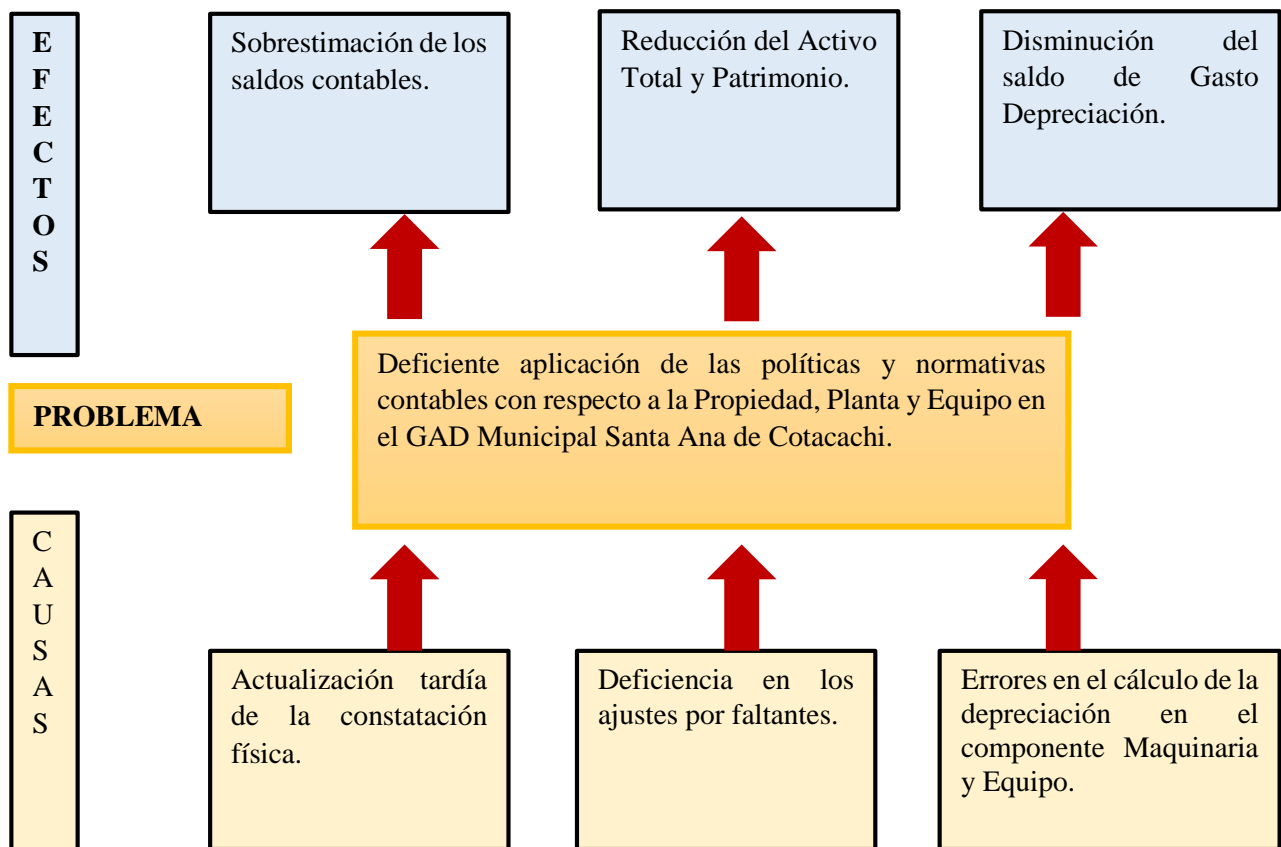 E
F
E
C
T
O
S
Sobrestimación de los
saldos contables.
Reducción del Activo
Total y Patrimonio.
Disminución del
saldo de Gasto
Depreciación.
PROBLEMA
Deficiente aplicación de las políticas y normativas
contables con respecto a la Propiedad, Planta y Equipo en
el GAD Municipal Santa Ana de Cotacachi.
C
A
U
S
A
S
Actualización tardía
de la constatación
física.
Deficiencia en los
ajustes por faltantes.
Errores en el cálculo de la
depreciación en el
componente Maquinaria
y Equipo.